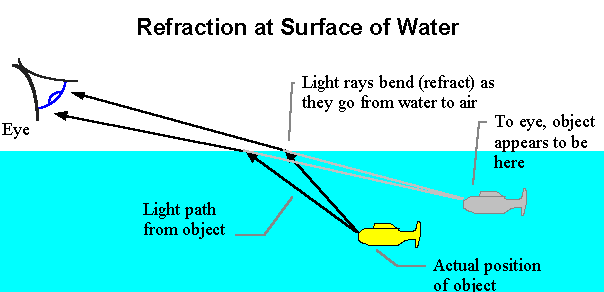 Refraction at Surface of Water
Light rays bend (refract) as
they go from water to air
Eye
To eye, object
appears to be
here
Light path
from object
Actual position
of object